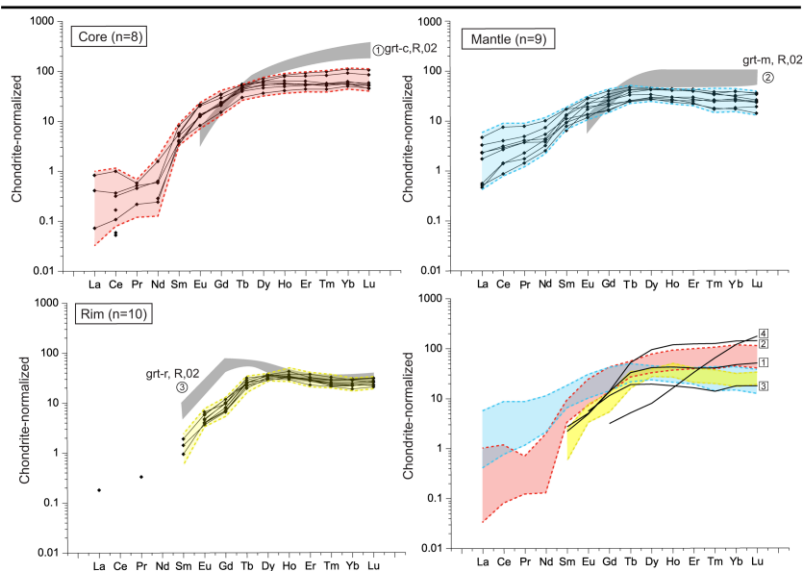 1000
100
10
1
0.1
0.01
Chondrite-normalized
Core (n=8)
①grt-c,R,02
La Ce Pr Nd Sm Eu Gd Tb Dy Ho Er Tm Yb Lu
1000
100
10
1
0.1
0.01
Chondrite-normalized
Mantle (n=9)
grt-m, R,02
②
La Ce Pr Nd Sm Eu Gd Tb Dy Ho Er Tm Yb Lu
1000
100
10
1
0.1
0.01
Chondrite-normalized
Rim (n=10)
grt-r, R,02
③
La Ce Pr Nd Sm Eu Gd Tb Dy Ho Er Tm Yb Lu
1000
100
10
1
0.1
0.01
Chondrite-normalized
4
2
1
3
La Ce Pr Nd Sm Eu Gd Tb Dy Ho Er Tm Yb Lu